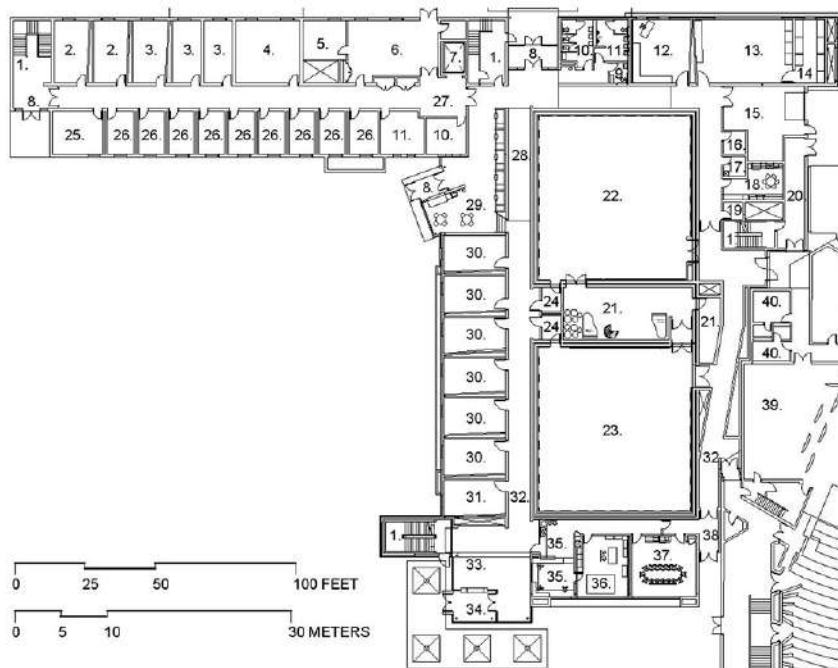 1. 2. 2. 3. 3. 3. 4. 5. 6. 7. 1. 8. 10. 11. 12. 13.
14
8. 27. 15.
25. 26. 26. 26. 26. 26. 26. 26. 26. 26. 11. 10. 28. 16.
17
8. 22. 18. 20.
29. 19
1
30.
30. 24 21. 21. 40.
30. 24
40.
30.
30. 23. 39.
30. 32.
31. 32.
1. 35. 38
33. 35. 36. 37.
34.
0 25 50 100 FEET
0 5 10 30 METERS